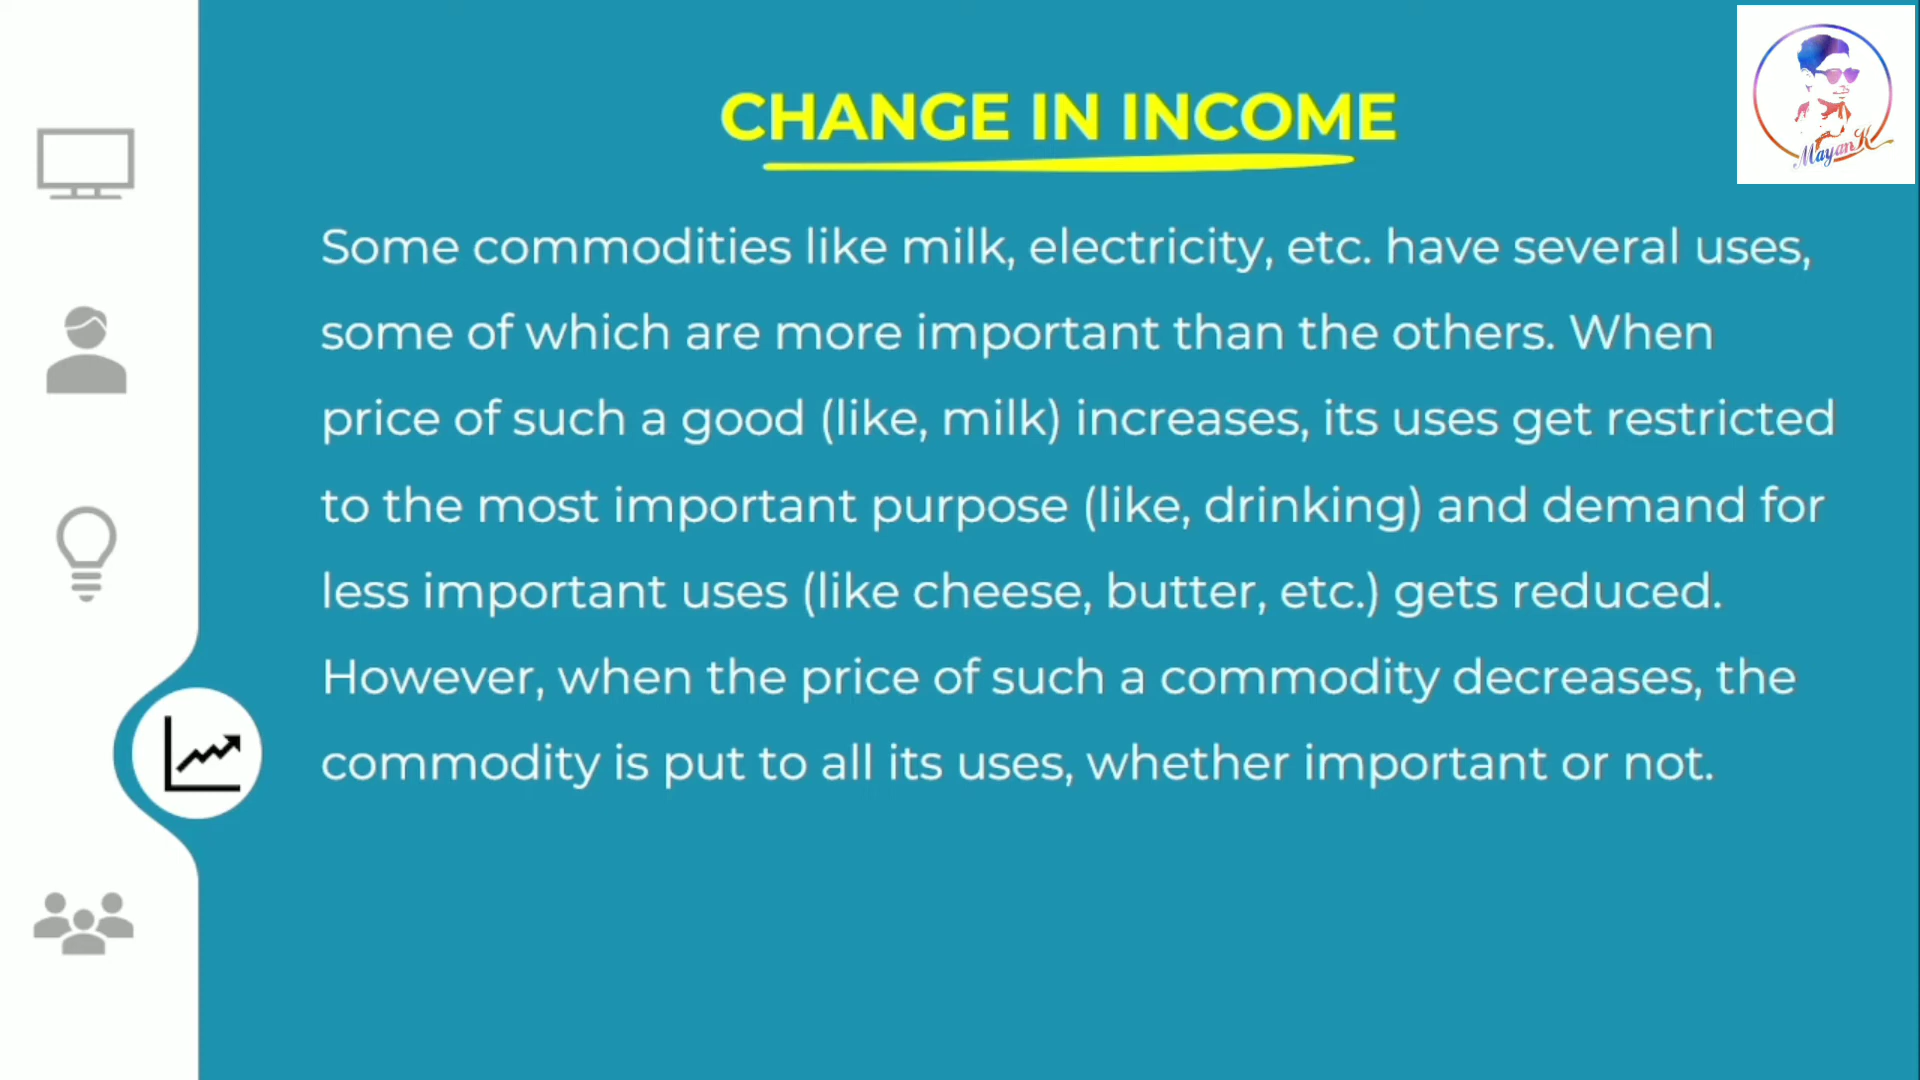 CHANGE IN INCOME
Some commodities like milk, electricity, etc. have several uses,
some of which are more important than the others. When
price of such a good (like, milk) increases, its uses get restricted
to the most important purpose (like, drinking) and demand for
less important uses (like cheese, butter, etc.) gets reduced.
However, when the price of such a commodity decreases, the
commodity is put to all its uses, whether important or not.
MayanK